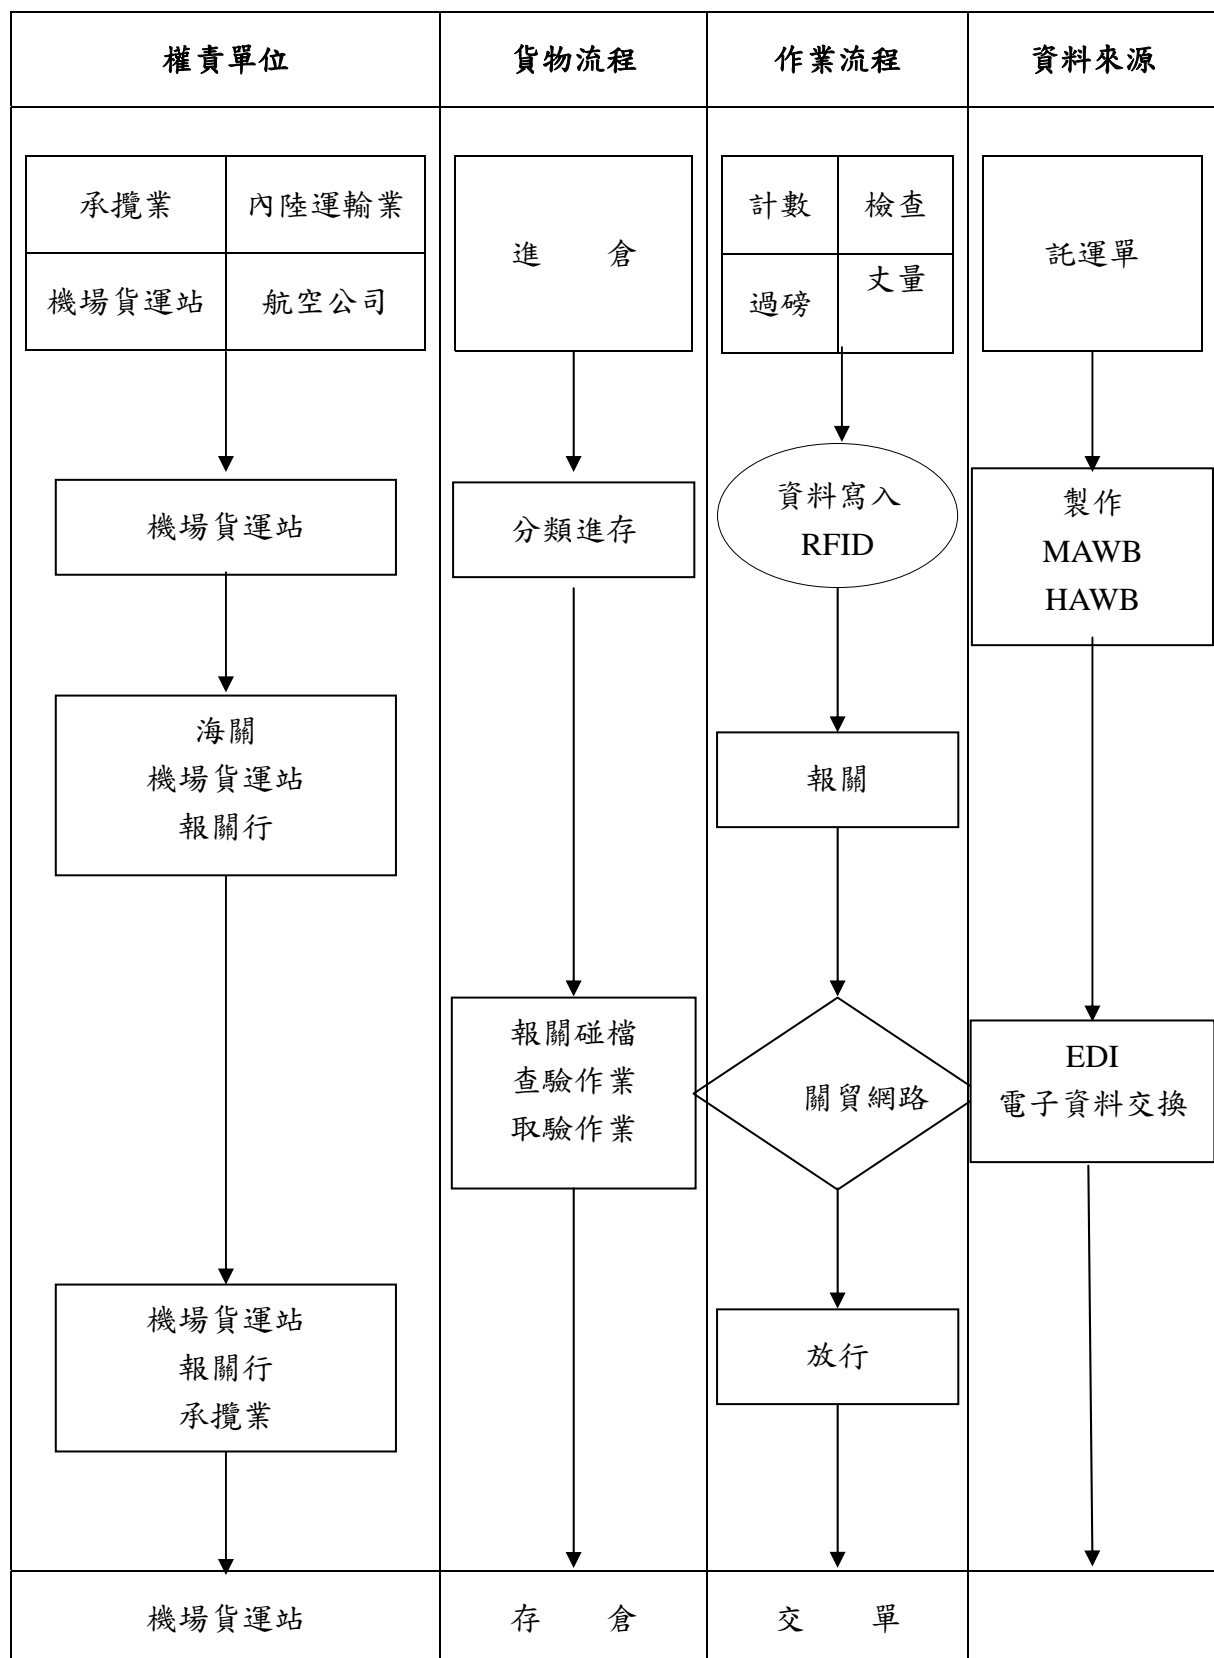 權責單位
貨物流程
作業流程
資料來源
承攬業
內陸運輸業
機場貨運站
航空公司
進 倉
計數
檢查
過磅
丈量
託運單
機場貨運站
分類進存
資料寫入
RFID
製作
MAWB
HAWB
海關
機場貨運站
報關行
報關
報關碰檔
查驗作業
取驗作業
關貿網路
EDI
電子資料交換
機場貨運站
報關行
承攬業
放行
機場貨運站
存 倉
交 單